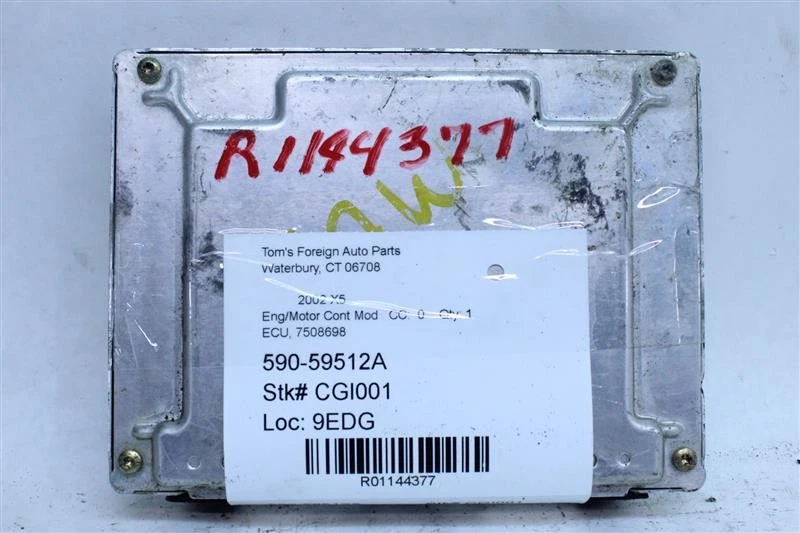 R1144377
Tom's Foreign Auto Parts
Waterbury, CT 06708
2002 X5
Eng/Motor Cont Mod CC: 0 Qty: 1
ECU, 7508698
590-59512A
Stk# CGI001
Loc: 9EDG
R01144377